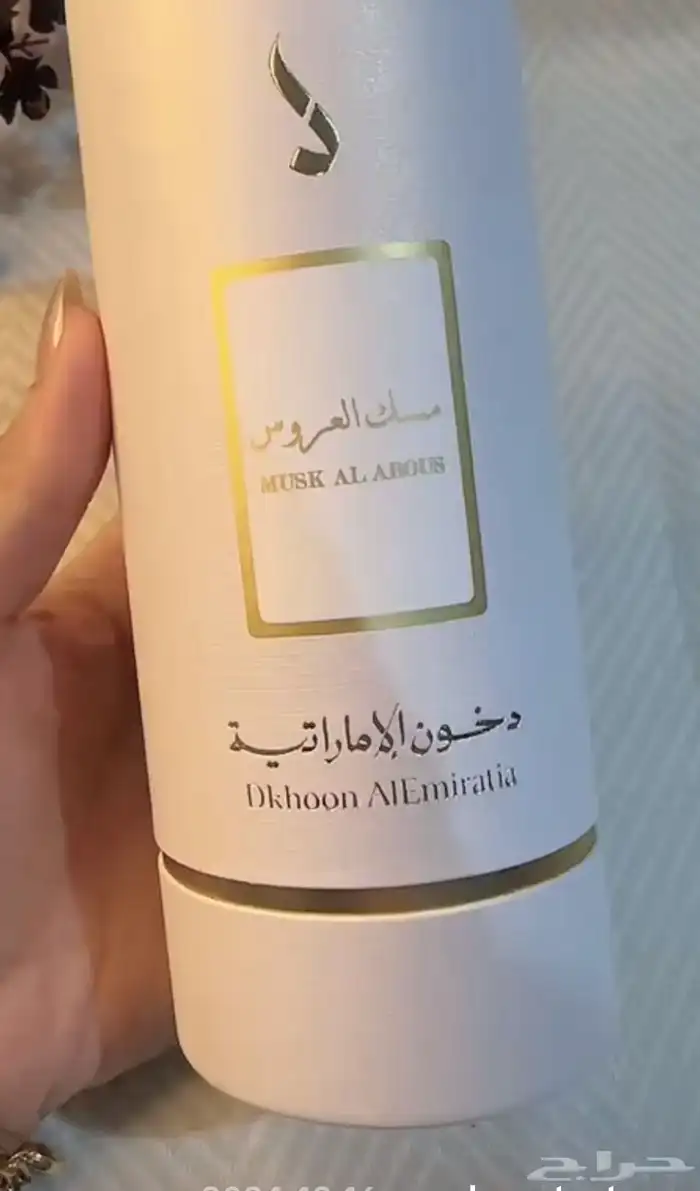 مسك العروس
MUSK AL AROUS
دخون الإماراتية
Dkhoon AlEmiratia
حراج